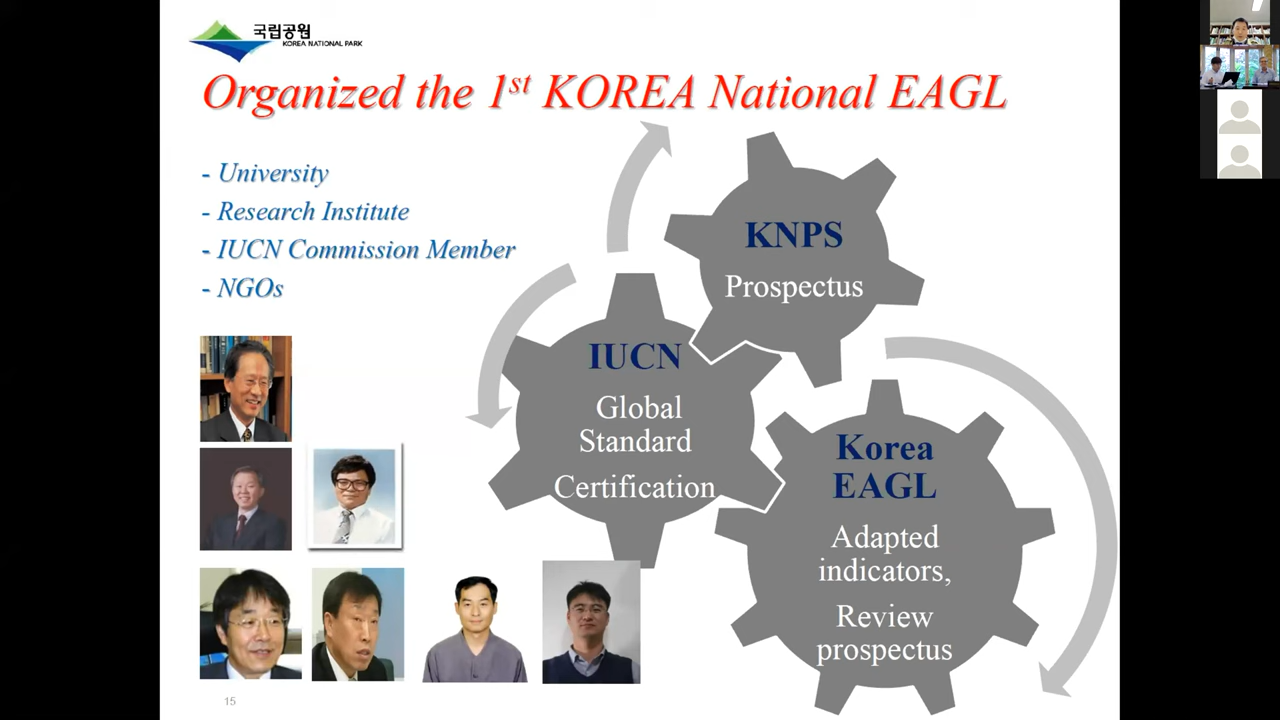 국립공원
KOREA NATIONAL PARK
Organized the 1st KOREA National EAGL
- University
- Research Institute
- IUCN Commission Member
- NGOs
KNPS
Prospectus
IUCN
Global
Standard
Certification
Korea
EAGL
Adapted
indicators,
Review
prospectus
15